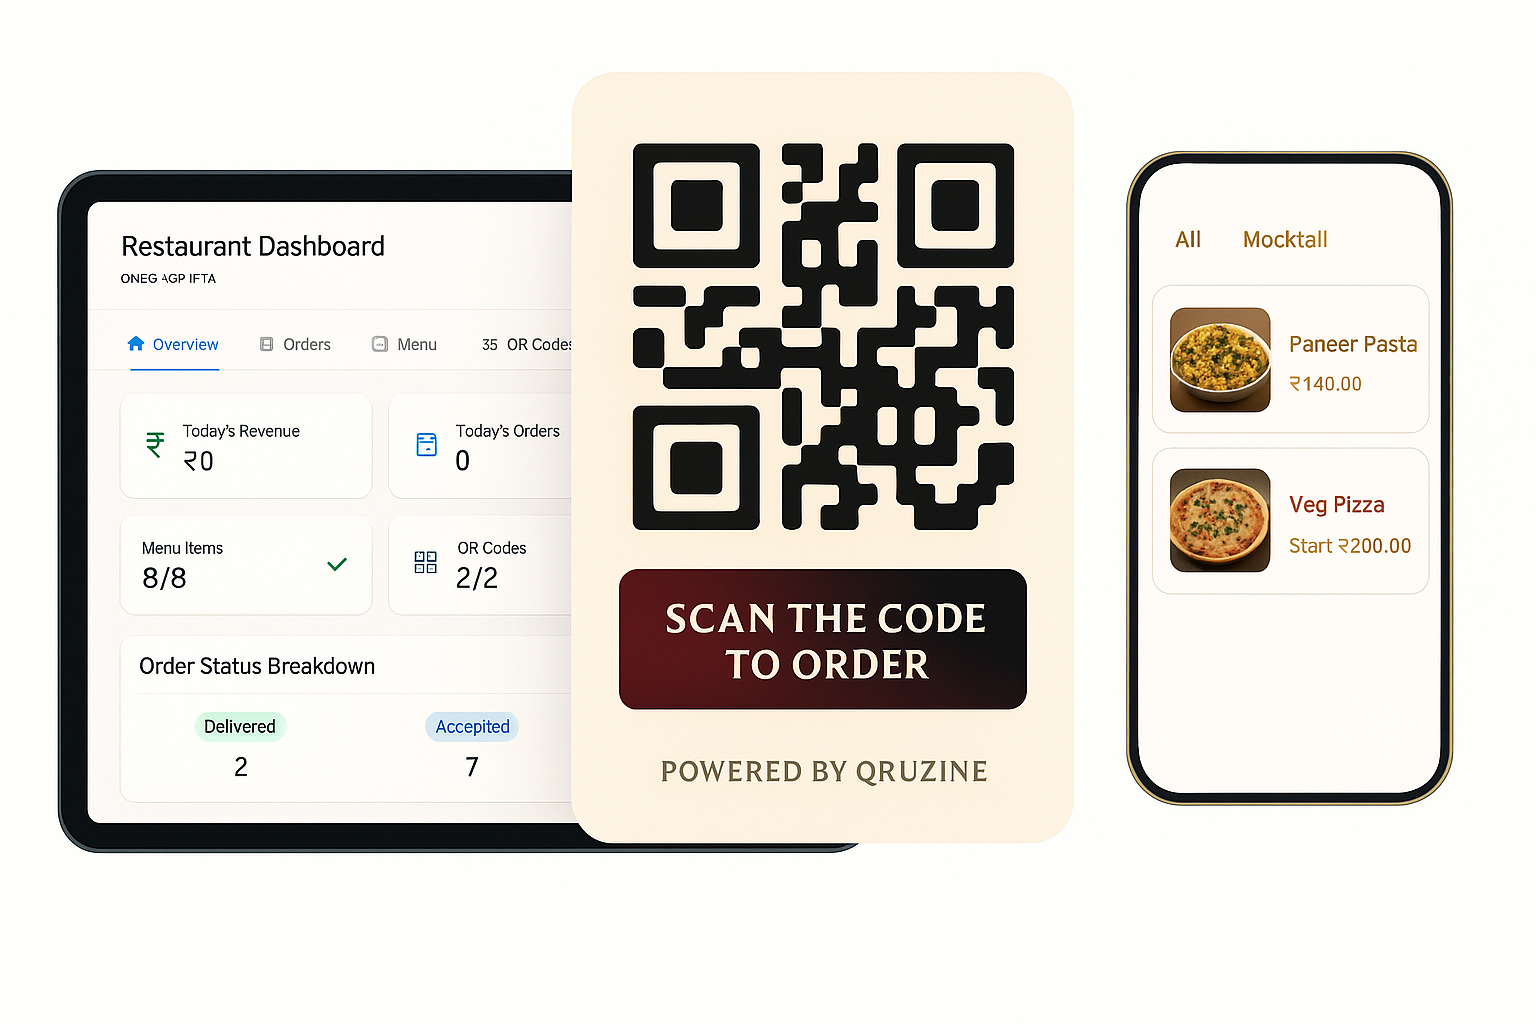 Restaurant Dashboard
ONEG AGP IFTA
Overview Orders Menu 35 OR Codes
Today's Revenue
₹0
Today's Orders
0
Menu Items
8/8
OR Codes
2/2
Order Status Breakdown
Delivered
2
Accepited
7
SCAN THE CODE
TO ORDER
POWERED BY QRUZINE
All Mocktall
Paneer Pasta
₹140.00
Veg Pizza
Start ₹200.00